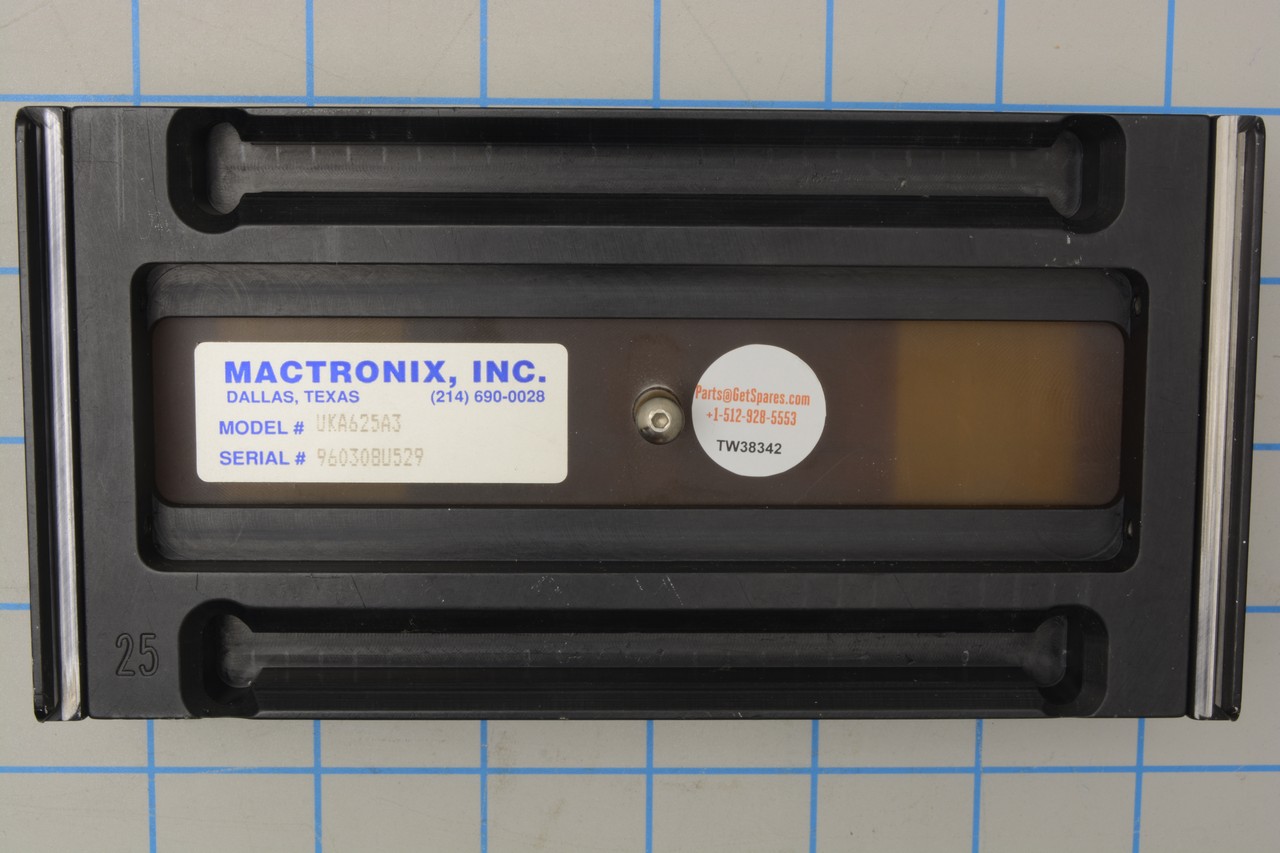 MACTRONIX, INC.
DALLAS, TEXAS (214) 690-0028
MODEL # UKA625A3
SERIAL # 960308U529
Parts@GetSpares.com
+1-512-928-5553
TW38342
25